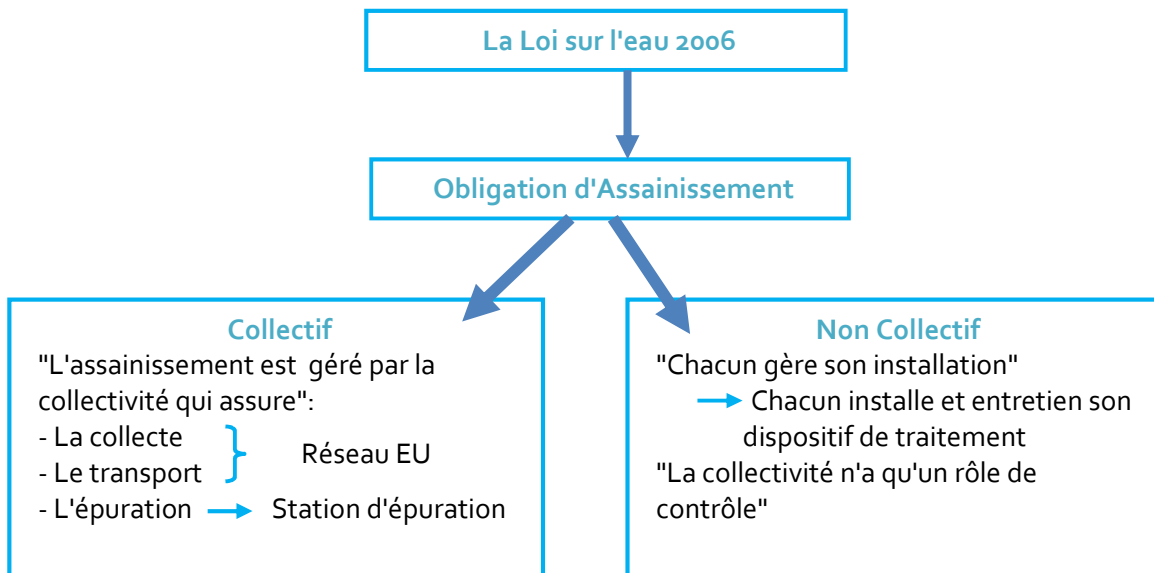 La Loi sur l'eau 2006
Obligation d'Assainissement
Collectif
"L'assainissement est géré par la
collectivité qui assure":
- La collecte
- Le transport
Réseau EU
- L'épuration
Station d'épuration
Non Collectif
"Chacun gère son installation"
Chacun installe et entretien son
dispositif de traitement
"La collectivité n'a qu'un rôle de
contrôle"